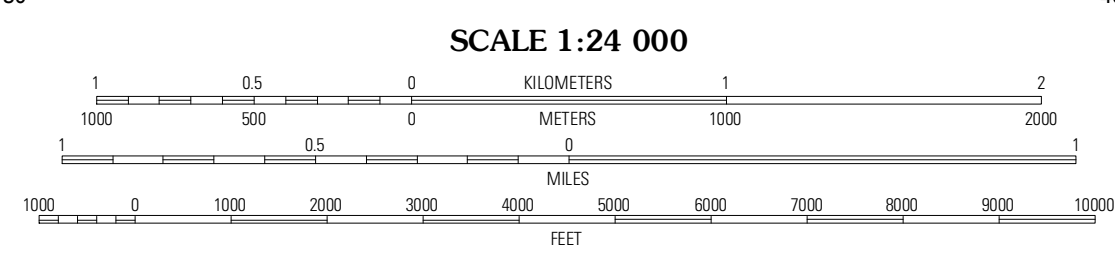 SCALE 1:24 000
1 0.5 0 KILOMETERS 1 2
1000 500 0 METERS 1000 2000
1 0.5 0 1
MILES
1000 0 1000 2000 3000 4000 5000 6000 7000 8000 9000 10000
FEET